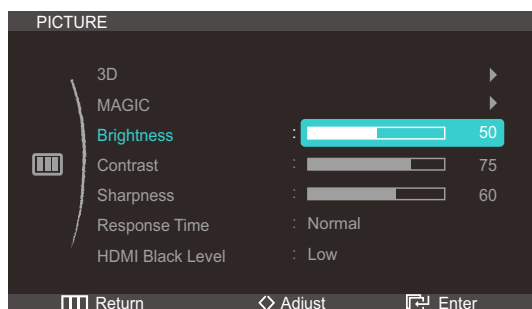 PICTURE
3D
MAGIC
Brightness : 50
Contrast : 75
Sharpness : 60
Response Time : Normal
HDMI Black Level : Low
Return Adjust Enter